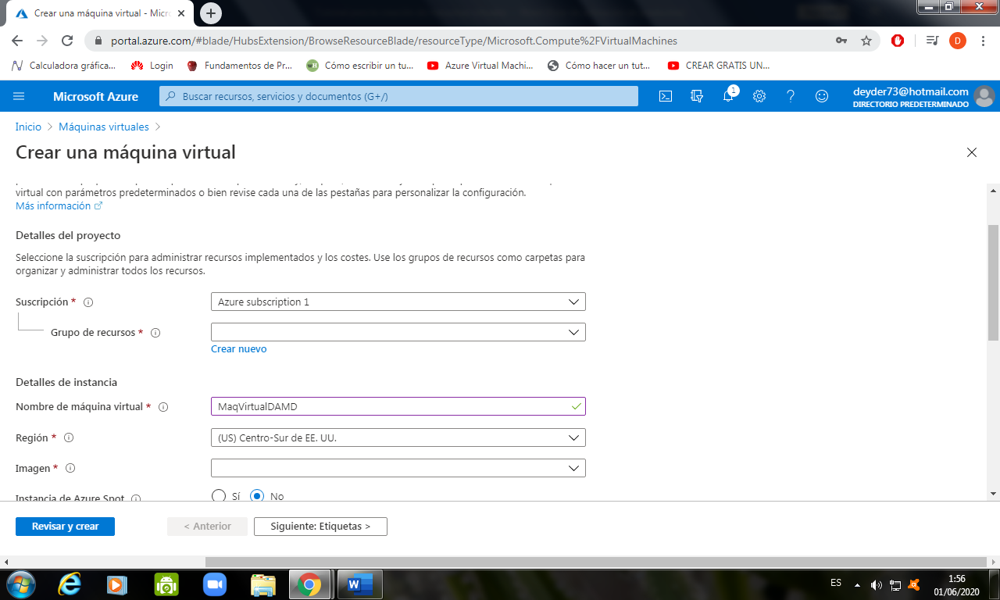 Crear una máquina virtual - Micro
portal.azure.com/#blade/HubsExtension/BrowseResourceBlade/resourceType/Microsoft.Compute%2FVirtualMachines
D
Calculadora gráfica...
Login
Fundamentos de Pr...
Cómo escribir un tu...
Azure Virtual Machi...
Cómo hacer un tut...
CREAR GRATIS UN...
Microsoft Azure
Buscar recursos, servicios y documentos (G+/)
1
deyder73@hotmail.com
DIRECTORIO PREDETERMINADO
Inicio > Máquinas virtuales >
Crear una máquina virtual
virtual con parámetros predeterminados o bien revise cada una de las pestañas para personalizar la configuración.
Más información
Detalles del proyecto
Seleccione la suscripción para administrar recursos implementados y los costes. Use los grupos de recursos como carpetas para
organizar y administrar todos los recursos.
Suscripción *
Azure subscription 1
Grupo de recursos *
Crear nuevo
Detalles de instancia
Nombre de máquina virtual *
MaqVirtualDAMD
Región *
(US) Centro-Sur de EE. UU.
Imagen *
Instancia de Azure Spot
Sí
No
Revisar y crear
< Anterior
Siguiente: Etiquetas >
ES
1:56
01/06/2020